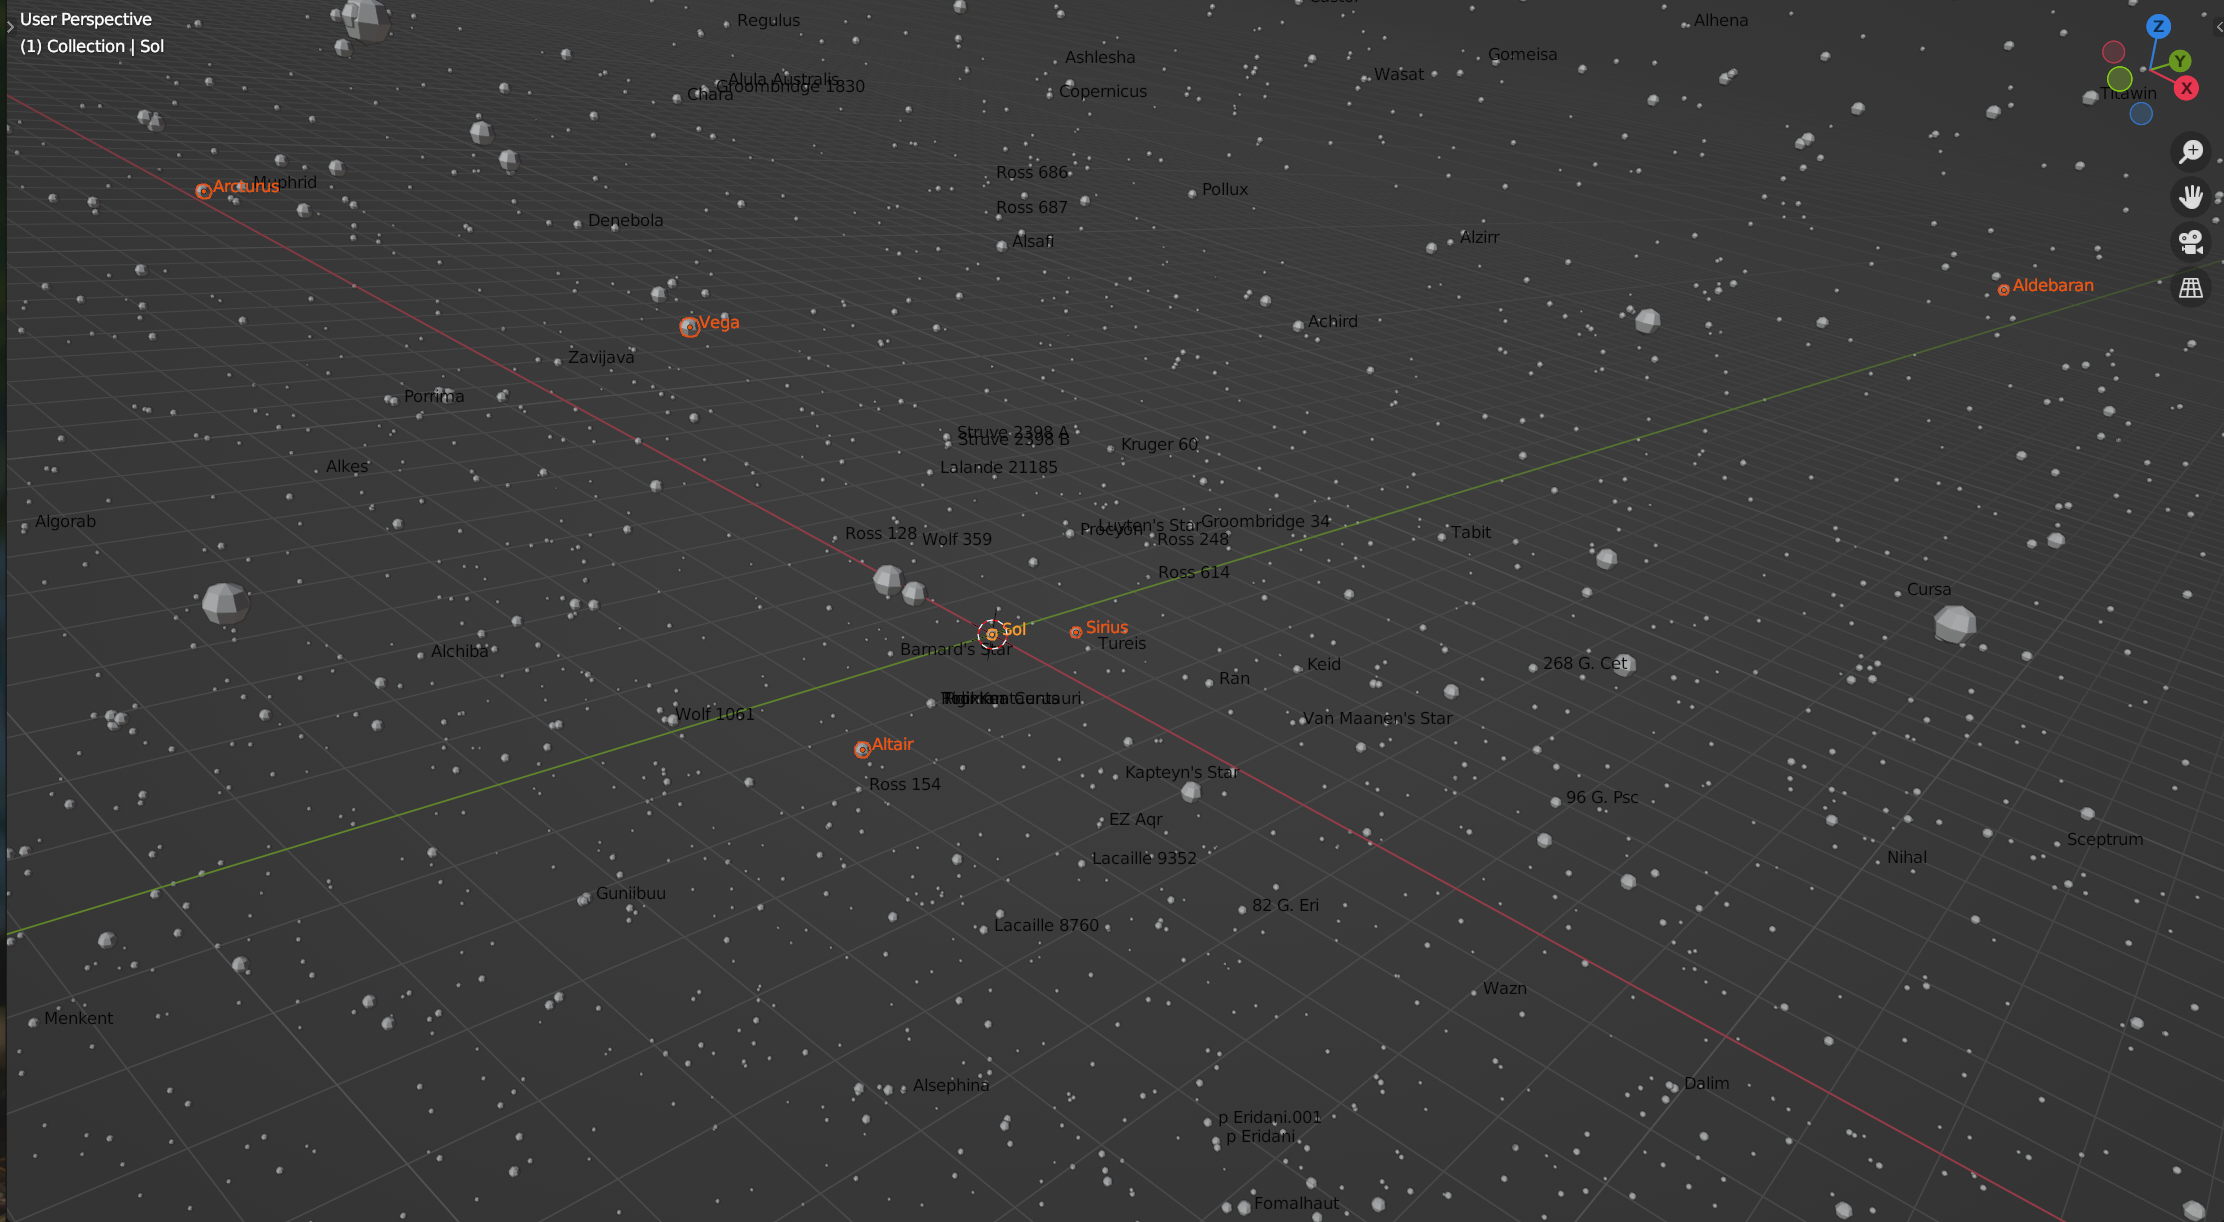 User Perspective
(1) Collection | Sol
Regulus
Alhena
Z
Ashlesha
Gomeisa
Y
Wasat
Alula Australis
Groombridge 1830
Chara
Copernicus
X
Titawin
Ross 686
Arcturus
Muphrid
Pollux
Ross 687
Denebola
Alsafi
Alzirr
Aldebaran
Vega
Achird
Zavijava
Porrima
Struve 2398 A
Struve 2398 B
Kruger 60
Alkes
Lalande 21185
Algorab
Ross 128
Wolf 359
Procyon
Luyten's Star
Groombridge 34
Ross 248
Tabit
Ross 614
Cursa
Sol
Sirius
Barnard's Star
Tureis
Alchiba
Keid
268 G. Cet
Ran
Wolf 1061
Van Maanen's Star
Altair
Ross 154
Kapteyn's Star
96 G. Psc
EZ Aqr
Sceptrum
Lacaille 9352
Nihal
Guniibuu
82 G. Eri
Lacaille 8760
Wazn
Menkent
Alsephina
Dalim
p Eridani.001
p Eridani
Fomalhaut